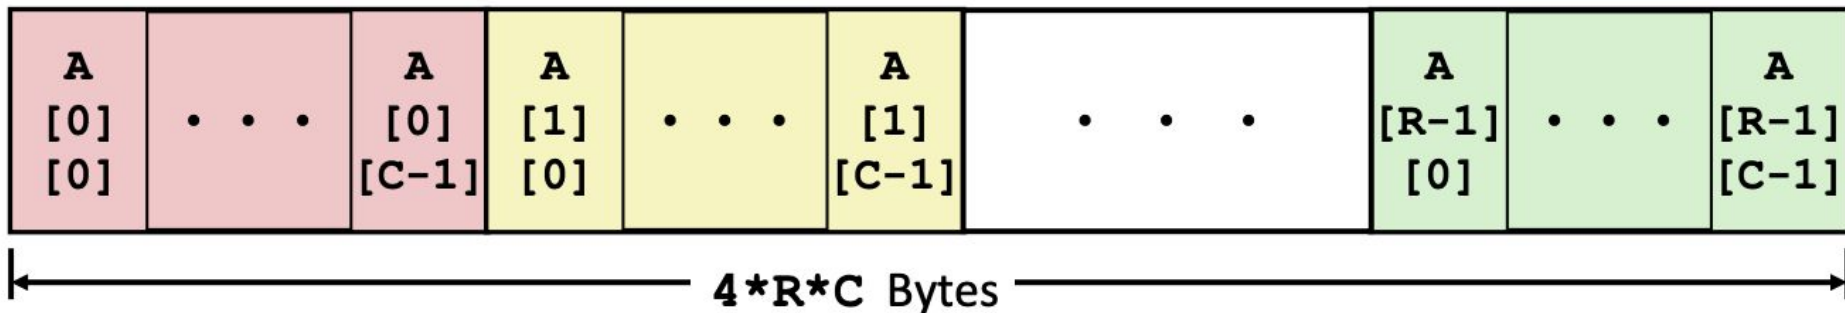 A
[0]
[0]
• • •
A
[0]
[C-1]
A
[1]
[0]
• • •
A
[1]
[C-1]
• • •
A
[R-1]
[0]
• • •
A
[R-1]
[C-1]
4*R*C Bytes